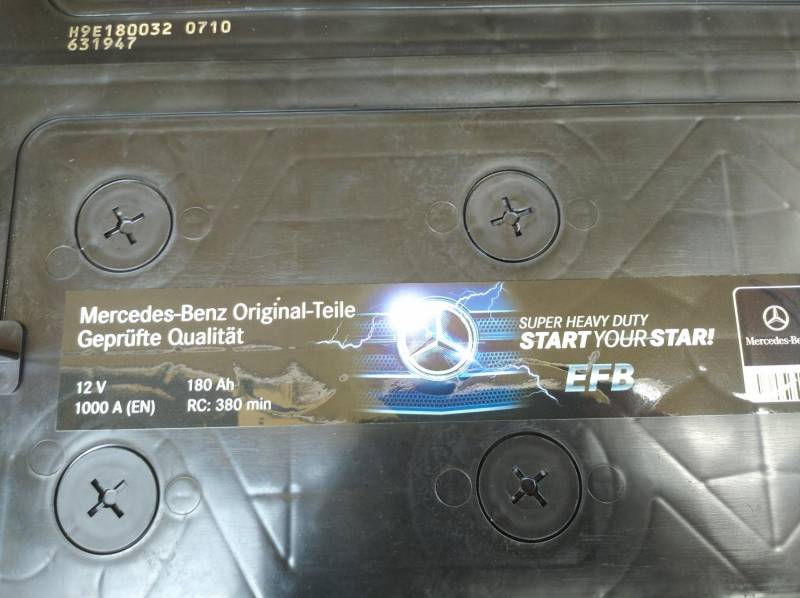 H9E180032 0710
631947
Mercedes-Benz Original-Teile
Geprüfte Qualität
12 V 180 Ah
1000 A (EN) RC: 380 min
SUPER HEAVY DUTY
START YOUR STAR!
EFB